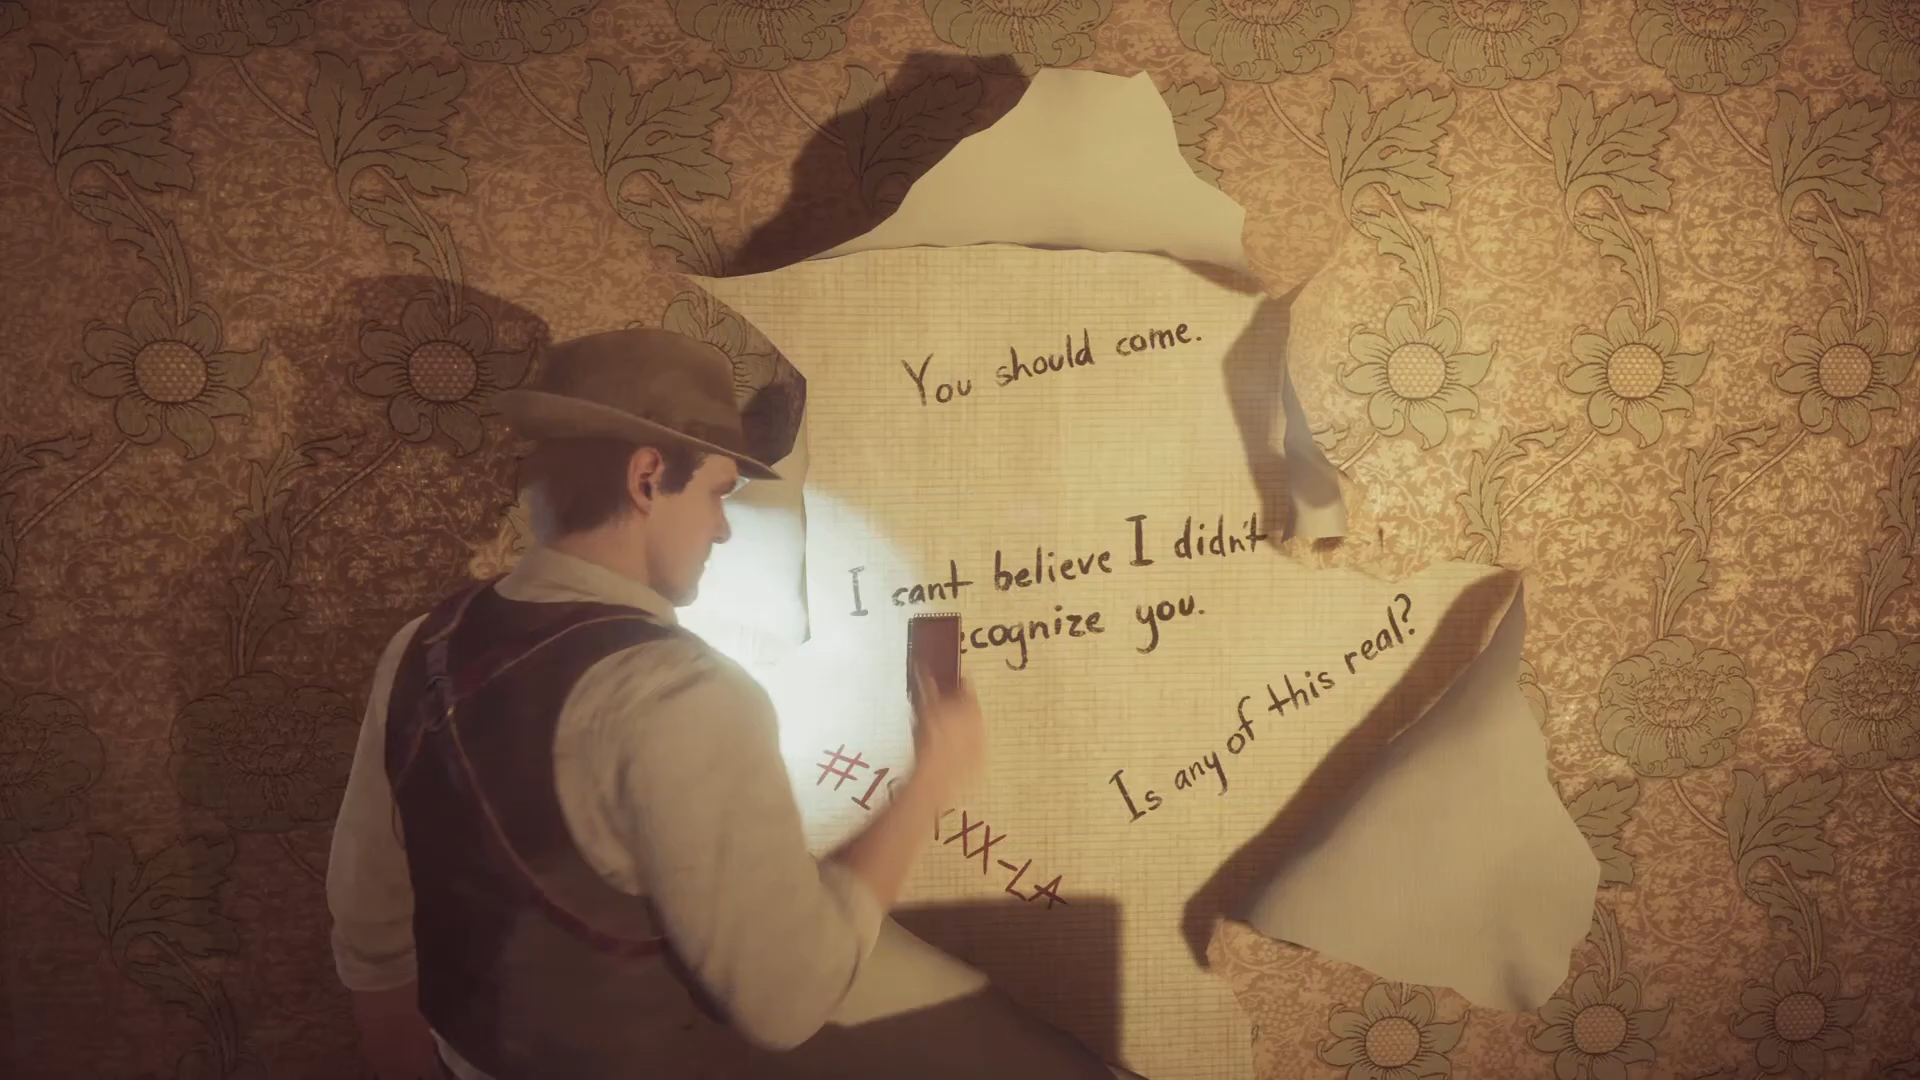 You should come.
I cant believe I didn't
you.
Is any of this real?